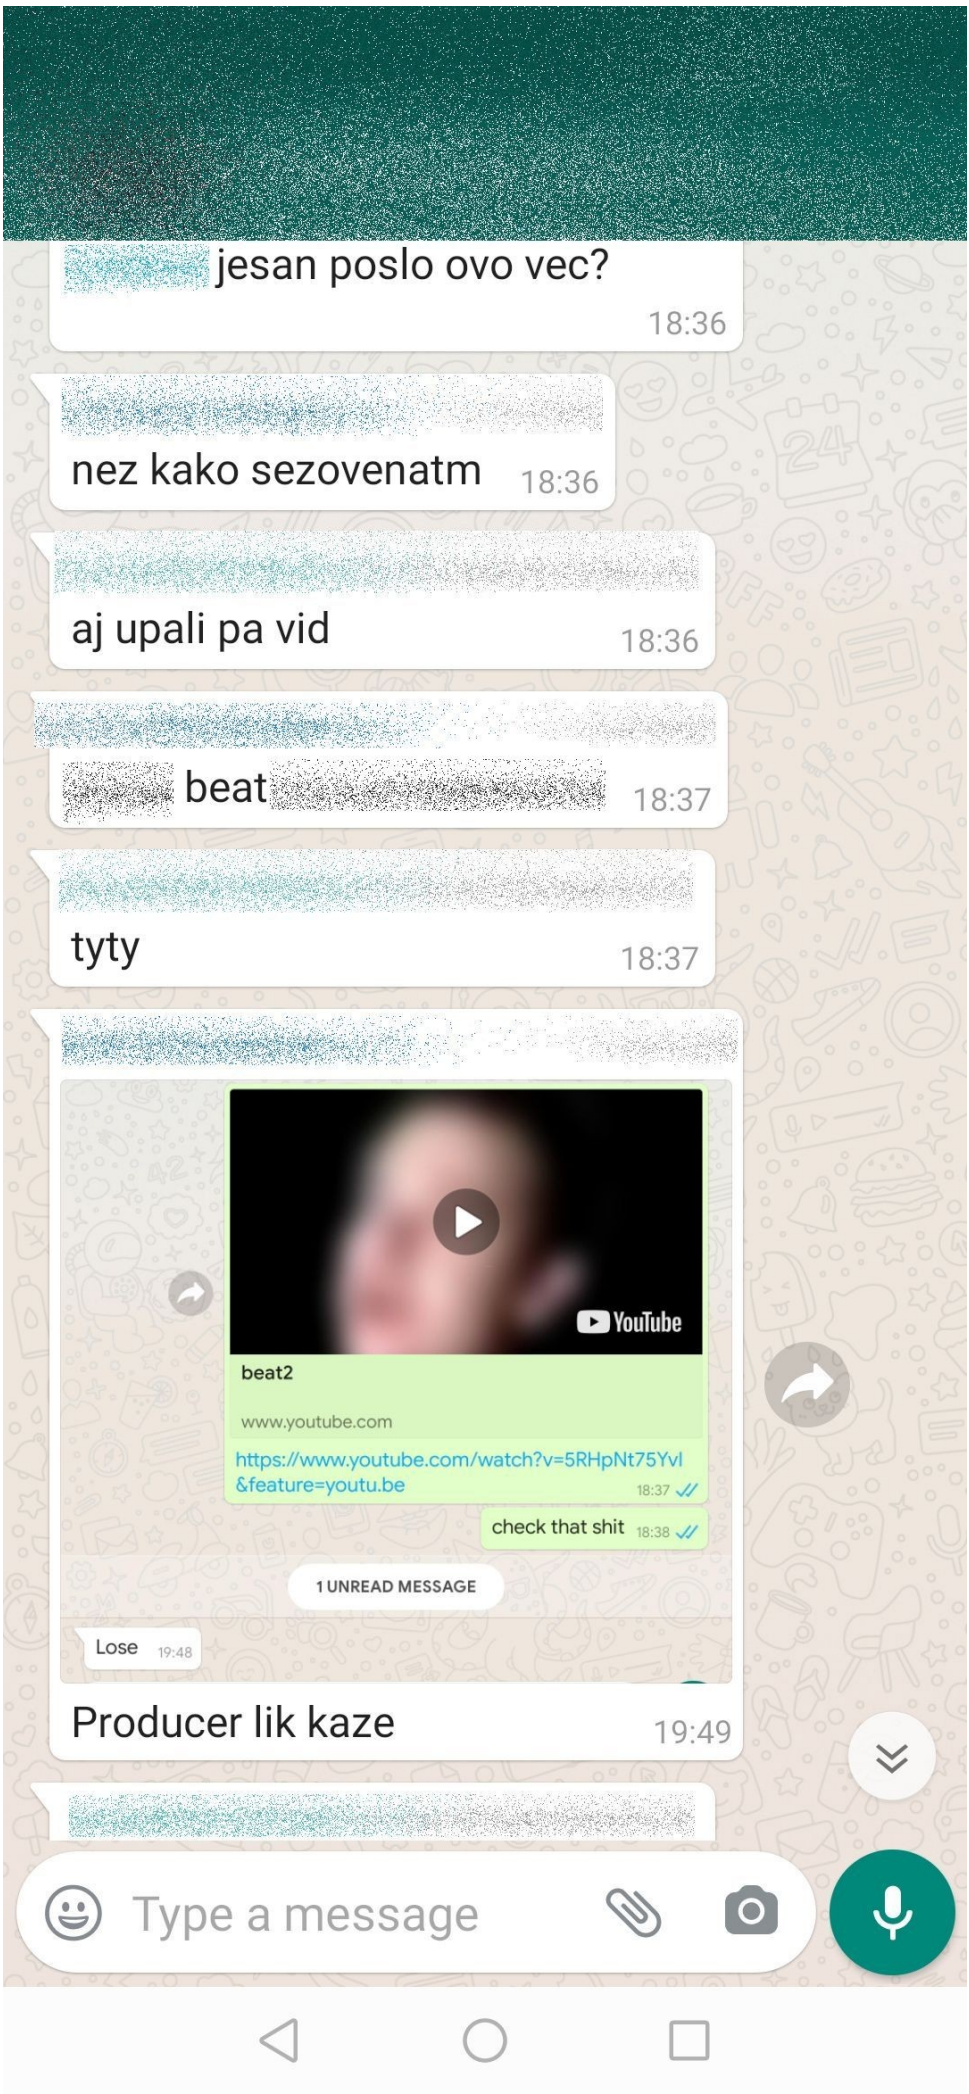 jesan poslo ovo vec?
18:36
nez kako sezovenatm 18:36
24
aj upali pa vid 18:36
beat 18:37
tyty 18:37
YouTube
beat2
www.youtube.com
https://www.youtube.com/watch?v=5RHpNt75YvI
&feature=youtu.be
18:37
check that shit 18:38
1 UNREAD MESSAGE
Lose 19:48
Producer lik kaze 19:49
Type a message